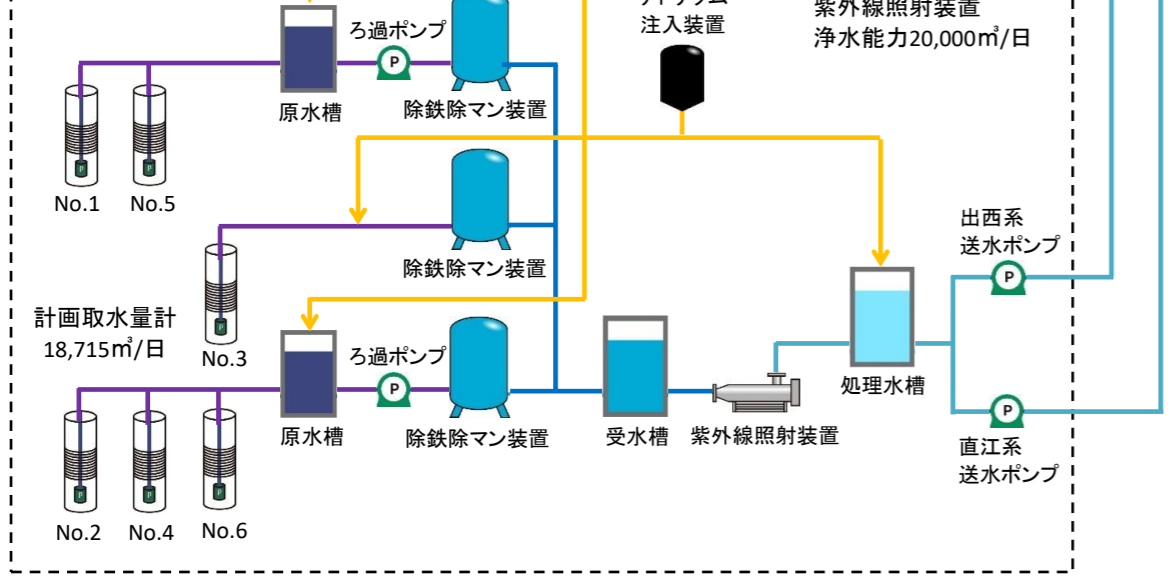 紫外線照射装置
注入装置
浄水能力20,000㎥/日
ろ過ポンプ
P
原水槽
除鉄除マン装置
P
P
No.1
No.5
除鉄除マン装置
出西系
送水ポンプ
P
計画取水量計
18,715㎥/日
P
No.3
ろ過ポンプ
P
原水槽
除鉄除マン装置
受水槽
紫外線照射装置
処理水槽
P
直江系
送水ポンプ
P
P
P
No.2
No.4
No.6